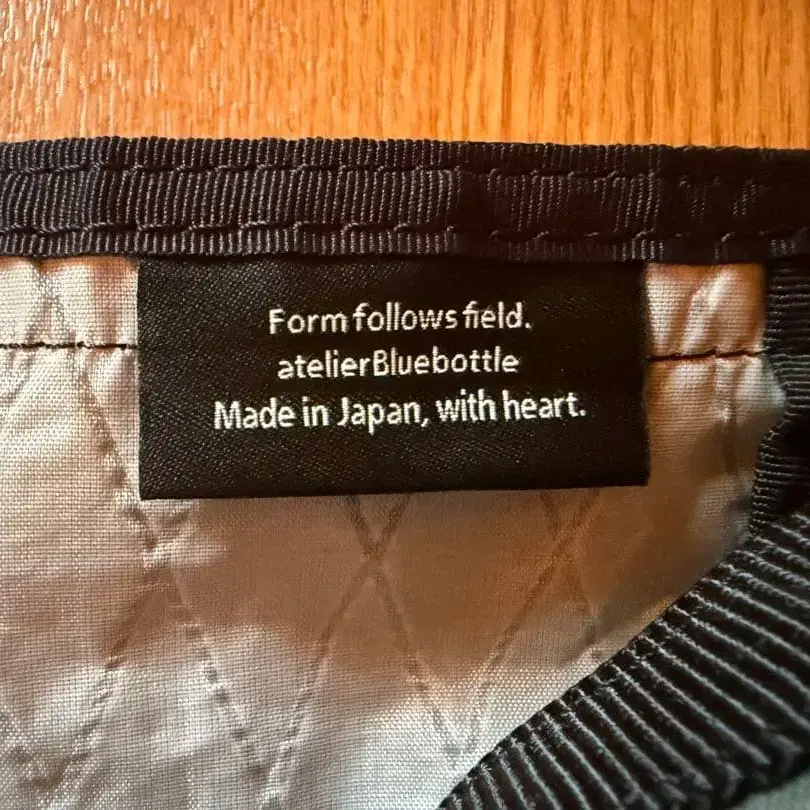 Form follows field.
atelierBluebottle
Made in Japan, with heart.